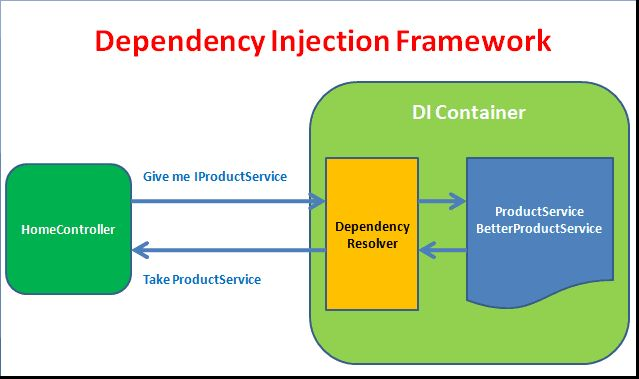 Dependency Injection Framework
DI Container
Give me IProductService
HomeController
Dependency
Resolver
ProductService
BetterProductService
Take ProductService